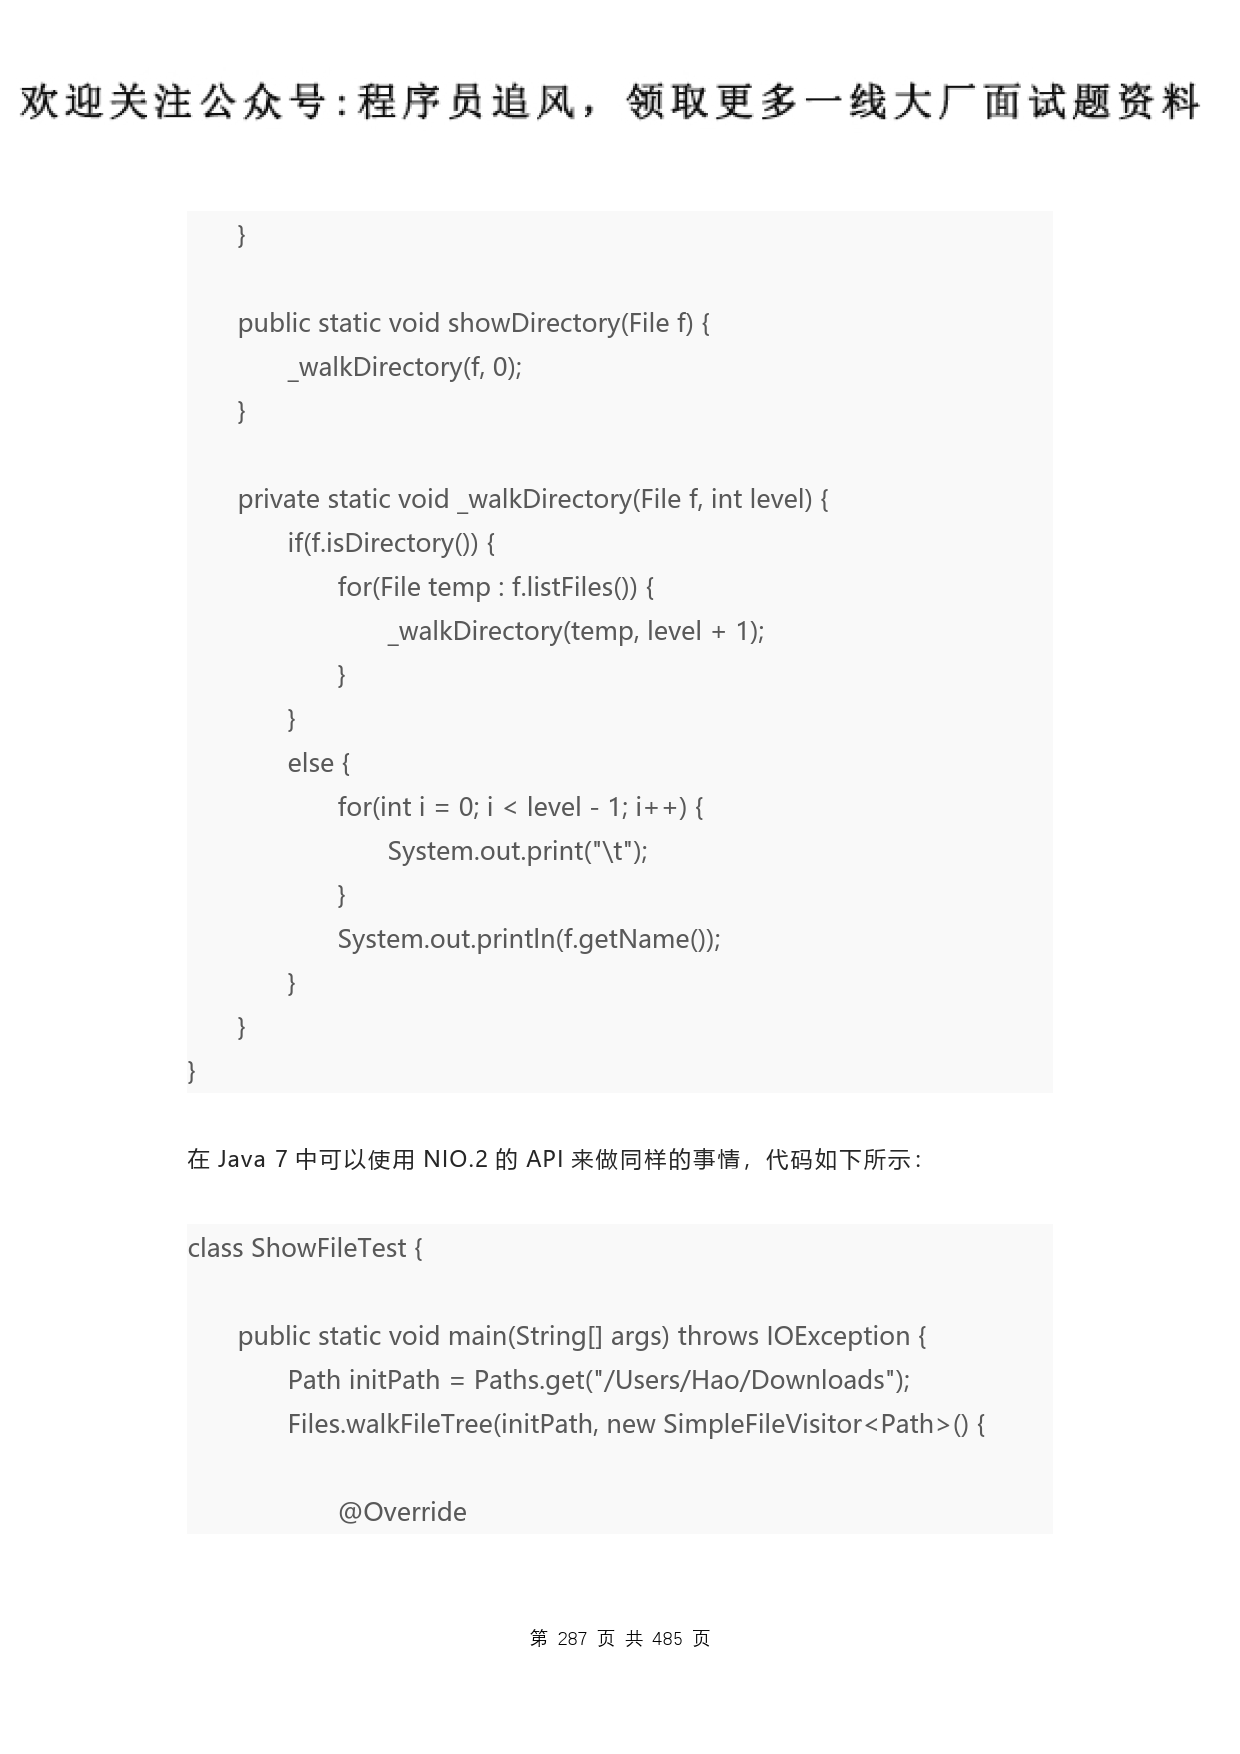 欢迎关注公众号:程序员追风，领取更多一线大厂面试题资料
}
public static void showDirectory(File f) {
_walkDirectory(f, 0);
}
private static void _walkDirectory(File f, int level) {
if(f.isDirectory()) {
for(File temp : f.listFiles()) {
_walkDirectory(temp, level + 1);
}
}
else {
for(int i = 0; i < level - 1; i++) {
System.out.print("\t");
}
System.out.println(f.getName());
}
}
}
在 Java 7 中可以使用 NIO.2 的 API 来做同样的事情，代码如下所示：
class ShowFileTest {
public static void main(String[] args) throws IOException {
Path initPath = Paths.get("/Users/Hao/Downloads");
Files.walkFileTree(initPath, new SimpleFileVisitor<Path>() {
@Override
第 287 页 共 485 页